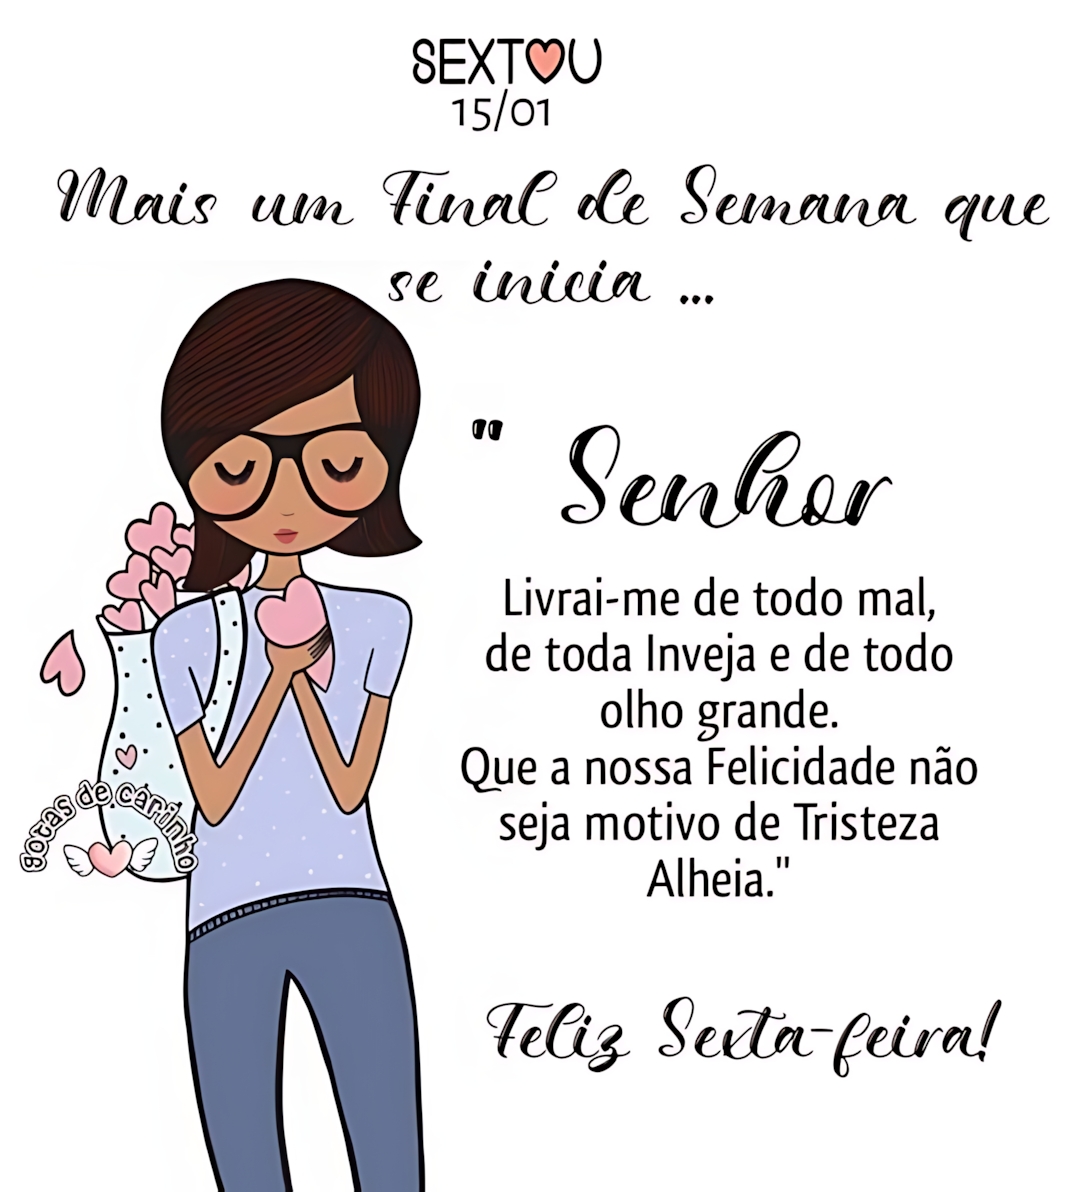 SEXTOU
15/01
Mais um Final de Semana que
se inicia ...
" Senhor
Livrai-me de todo mal,
de toda Inveja e de todo
olho grande.
Que a nossa Felicidade não
seja motivo de Tristeza
Alheia."
gotas de carinho
Feliz Sexta-feira!